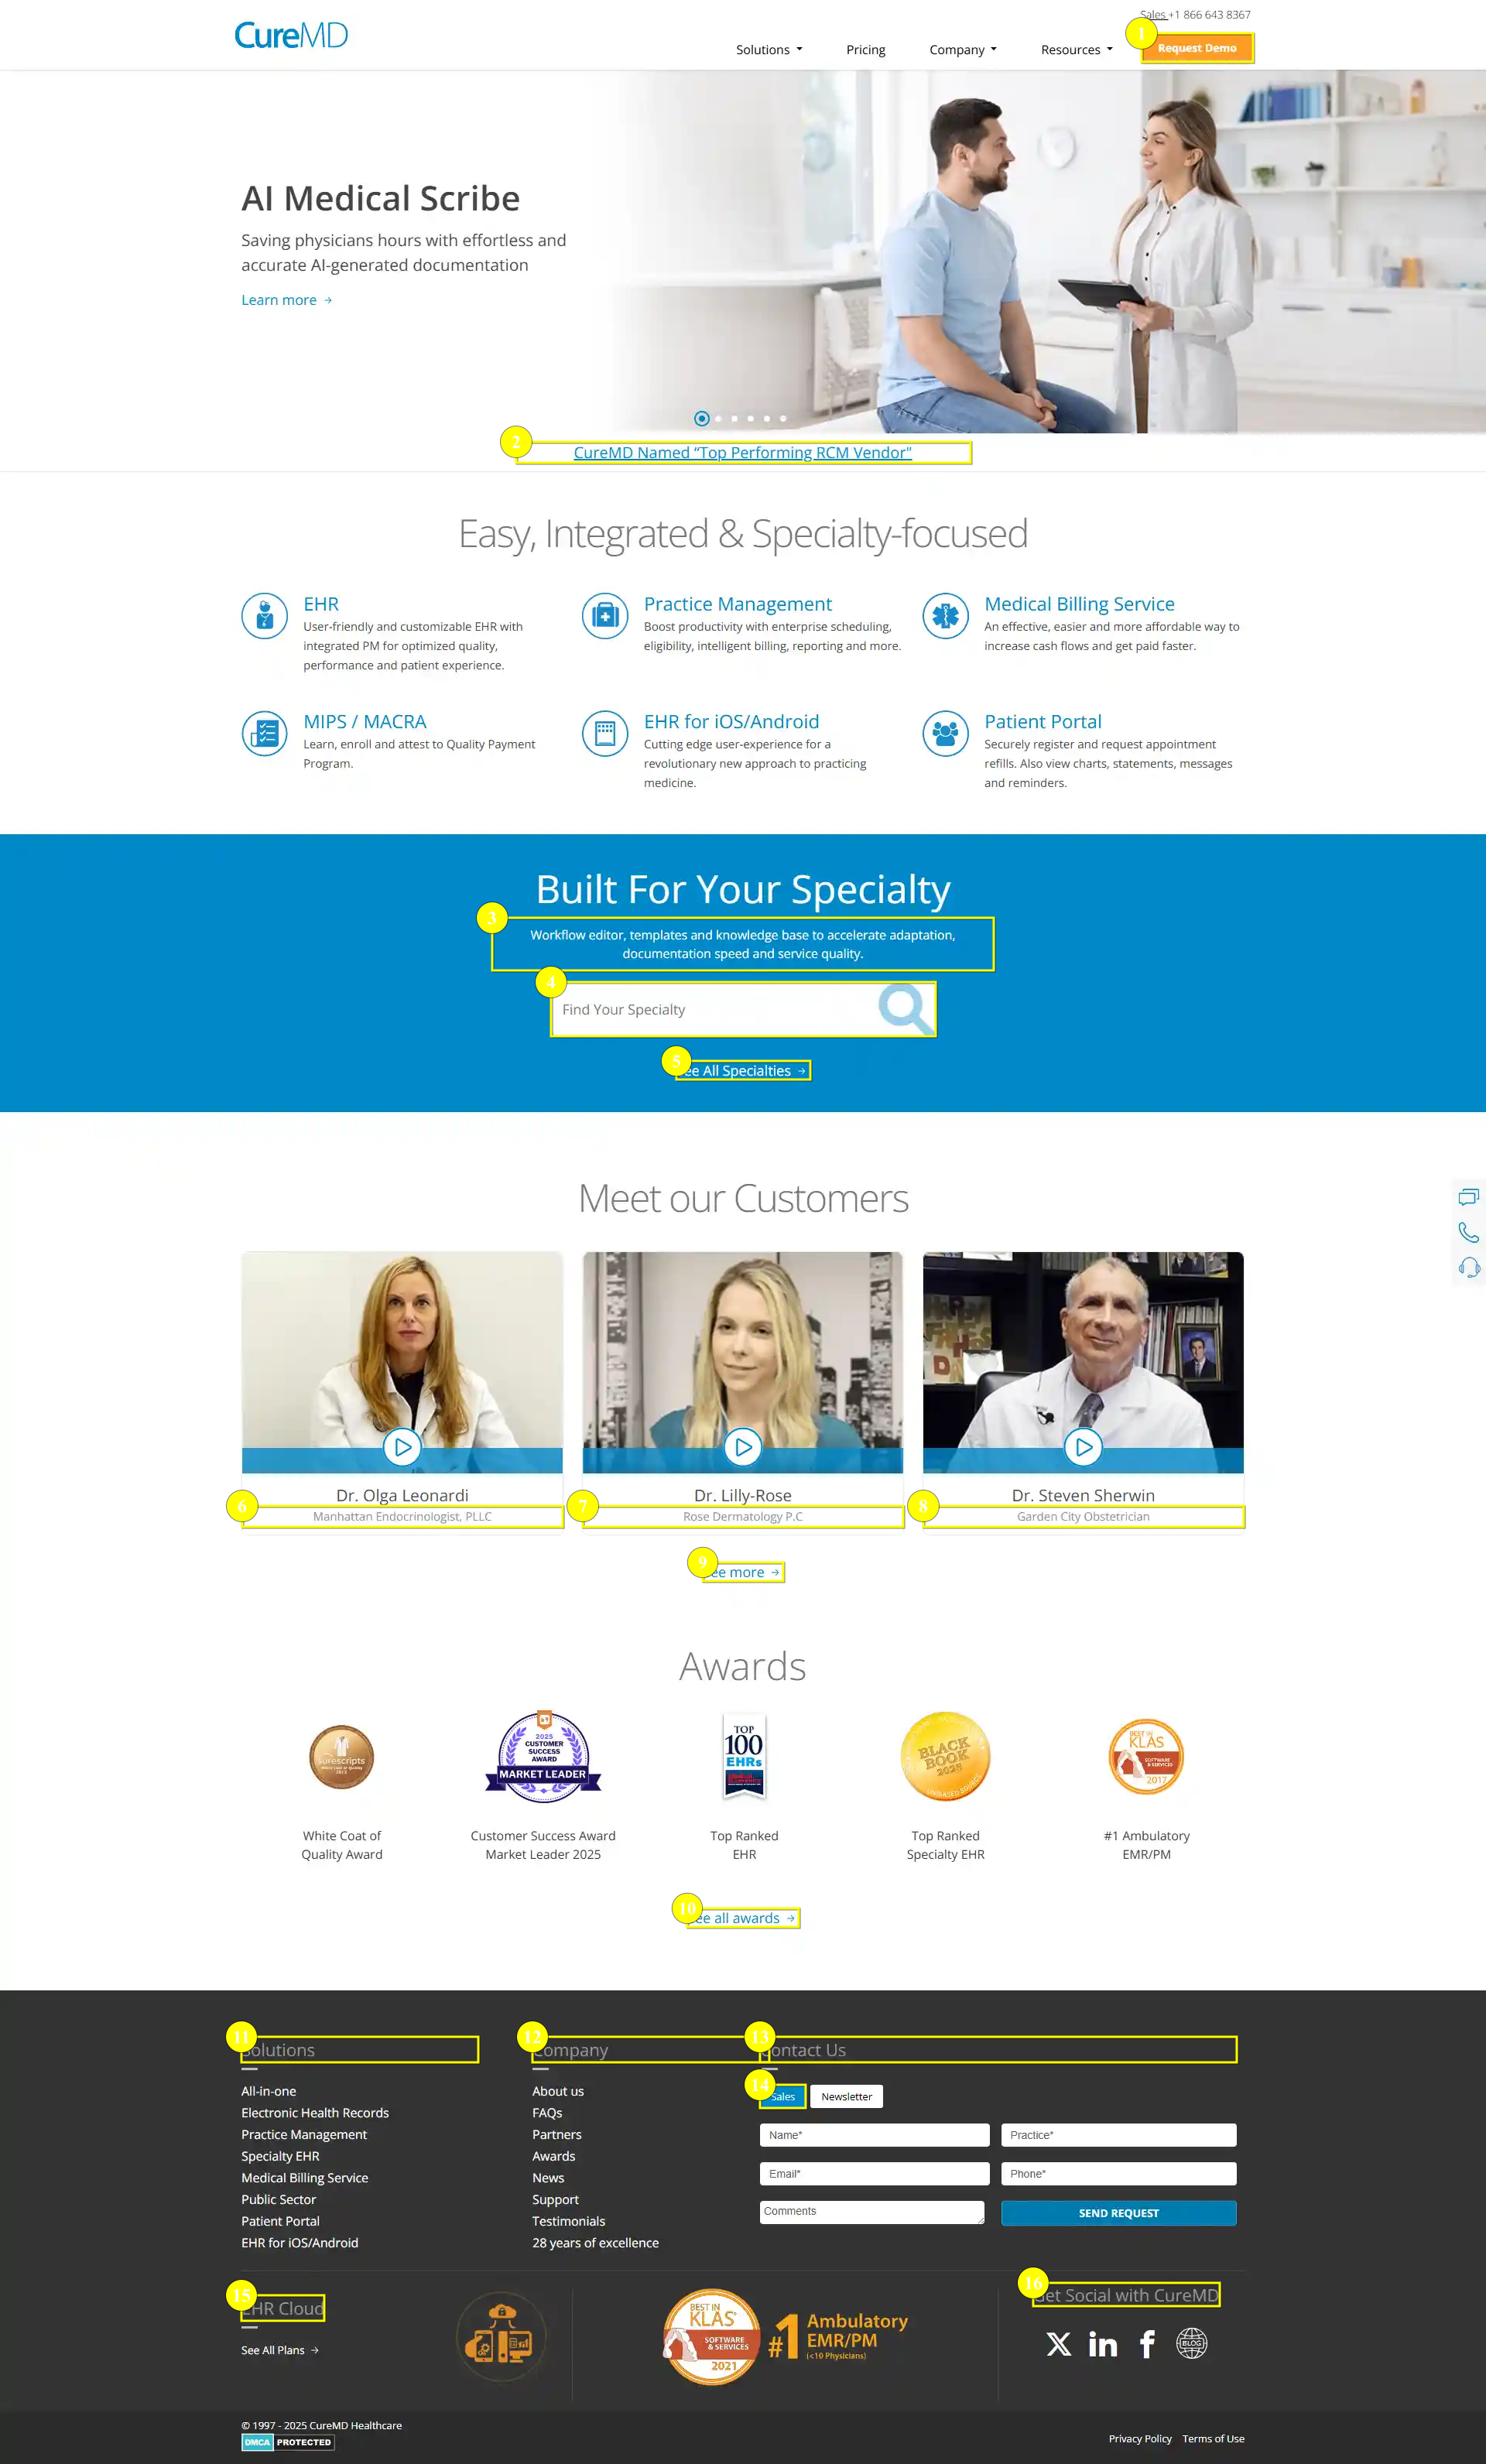 CureMD
Sales +1 866 643 8367
Solutions
Pricing
Company
Resources
1
Request Demo
AI Medical Scribe
Saving physicians hours with effortless and
accurate AI-generated documentation
Learn more →
2
CureMD Named “Top Performing RCM Vendor"
Easy, Integrated & Specialty-focused
EHR
User-friendly and customizable EHR with
integrated PM for optimized quality,
performance and patient experience.
Practice Management
Boost productivity with enterprise scheduling,
eligibility, intelligent billing, reporting and more.
Medical Billing Service
An effective, easier and more affordable way to
increase cash flows and get paid faster.
MIPS / MACRA
Learn, enroll and attest to Quality Payment
Program.
EHR for iOS/Android
Cutting edge user-experience for a
revolutionary new approach to practicing
medicine.
Patient Portal
Securely register and request appointment
refills. Also view charts, statements, messages
and reminders.
Built For Your Specialty
3
Workflow editor, templates and knowledge base to accelerate adaptation,
documentation speed and service quality.
4
Find Your Specialty
5
ee All Specialties →
Meet our Customers
Dr. Olga Leonardi
6
Manhattan Endocrinologist, PLLC
Dr. Lilly-Rose
7
Rose Dermatology P.C
Dr. Steven Sherwin
8
Garden City Obstetrician
9
ee more →
Awards
surescripts
White Coat of
Quality Award
2025
CUSTOMER
SUCCESS
AWARD
MARKET LEADER
Customer Success Award
Market Leader 2025
TOP
100
EHRs
Top Ranked
EHR
BLACK
BOOK
2025
Top Ranked
Specialty EHR
BEST IN
KLAS
SOFTWARE
& SERVICES
2017
#1 Ambulatory
EMR/PM
10
ee all awards →
11
olutions
All-in-one
Electronic Health Records
Practice Management
Specialty EHR
Medical Billing Service
Public Sector
Patient Portal
EHR for iOS/Android
12
ompany
About us
FAQs
Partners
Awards
News
Support
Testimonials
28 years of excellence
13
ontact Us
14
Sales
Newsletter
Name*
Practice*
Email*
Phone*
Comments
SEND REQUEST
15
EHR Cloud
See All Plans →
BEST IN
KLAS
SOFTWARE
& SERVICES
2021
#1 Ambulatory
EMR/PM
(<10 Physicians)
16
et Social with CureMD
BLOG
© 1997 - 2025 CureMD Healthcare
DMCA PROTECTED
Privacy Policy
Terms of Use